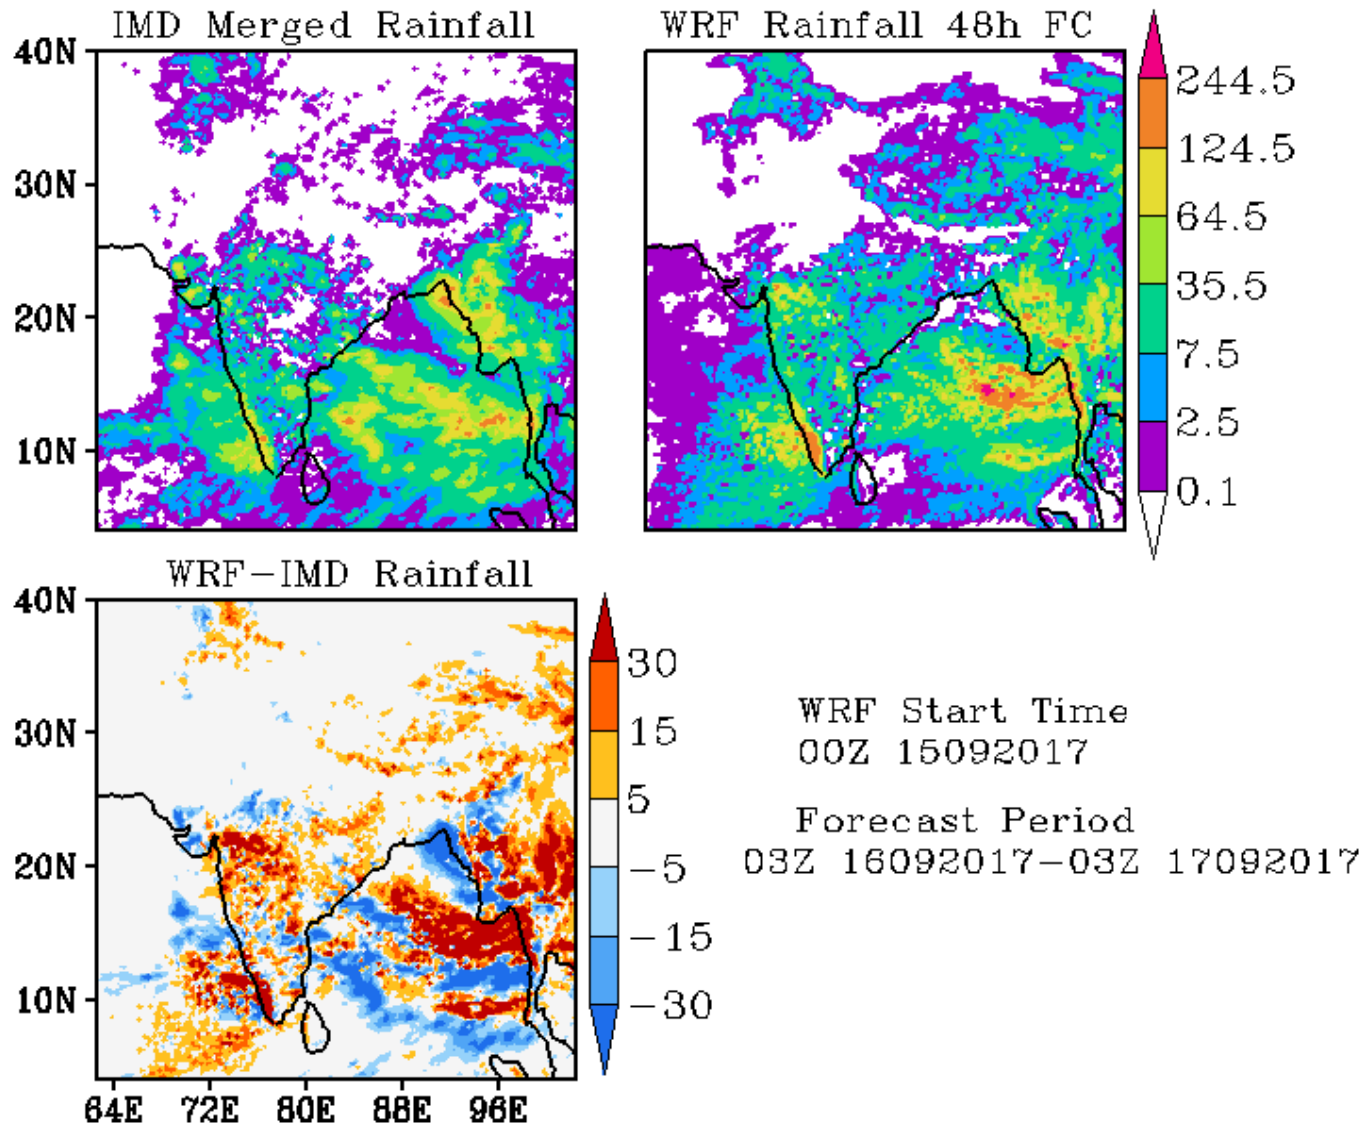 IMD Merged Rainfall
WRF Rainfall 48h FC
40N
30N
20N
10N
244.5
124.5
64.5
35.5
7.5
2.5
0.1
WRF-IMD Rainfall
40N
30N
20N
10N
64E 72E 80E 88E 96E
30
15
5
-5
-15
-30
WRF Start Time
00Z 15092017
Forecast Period
03Z 16092017-03Z 17092017